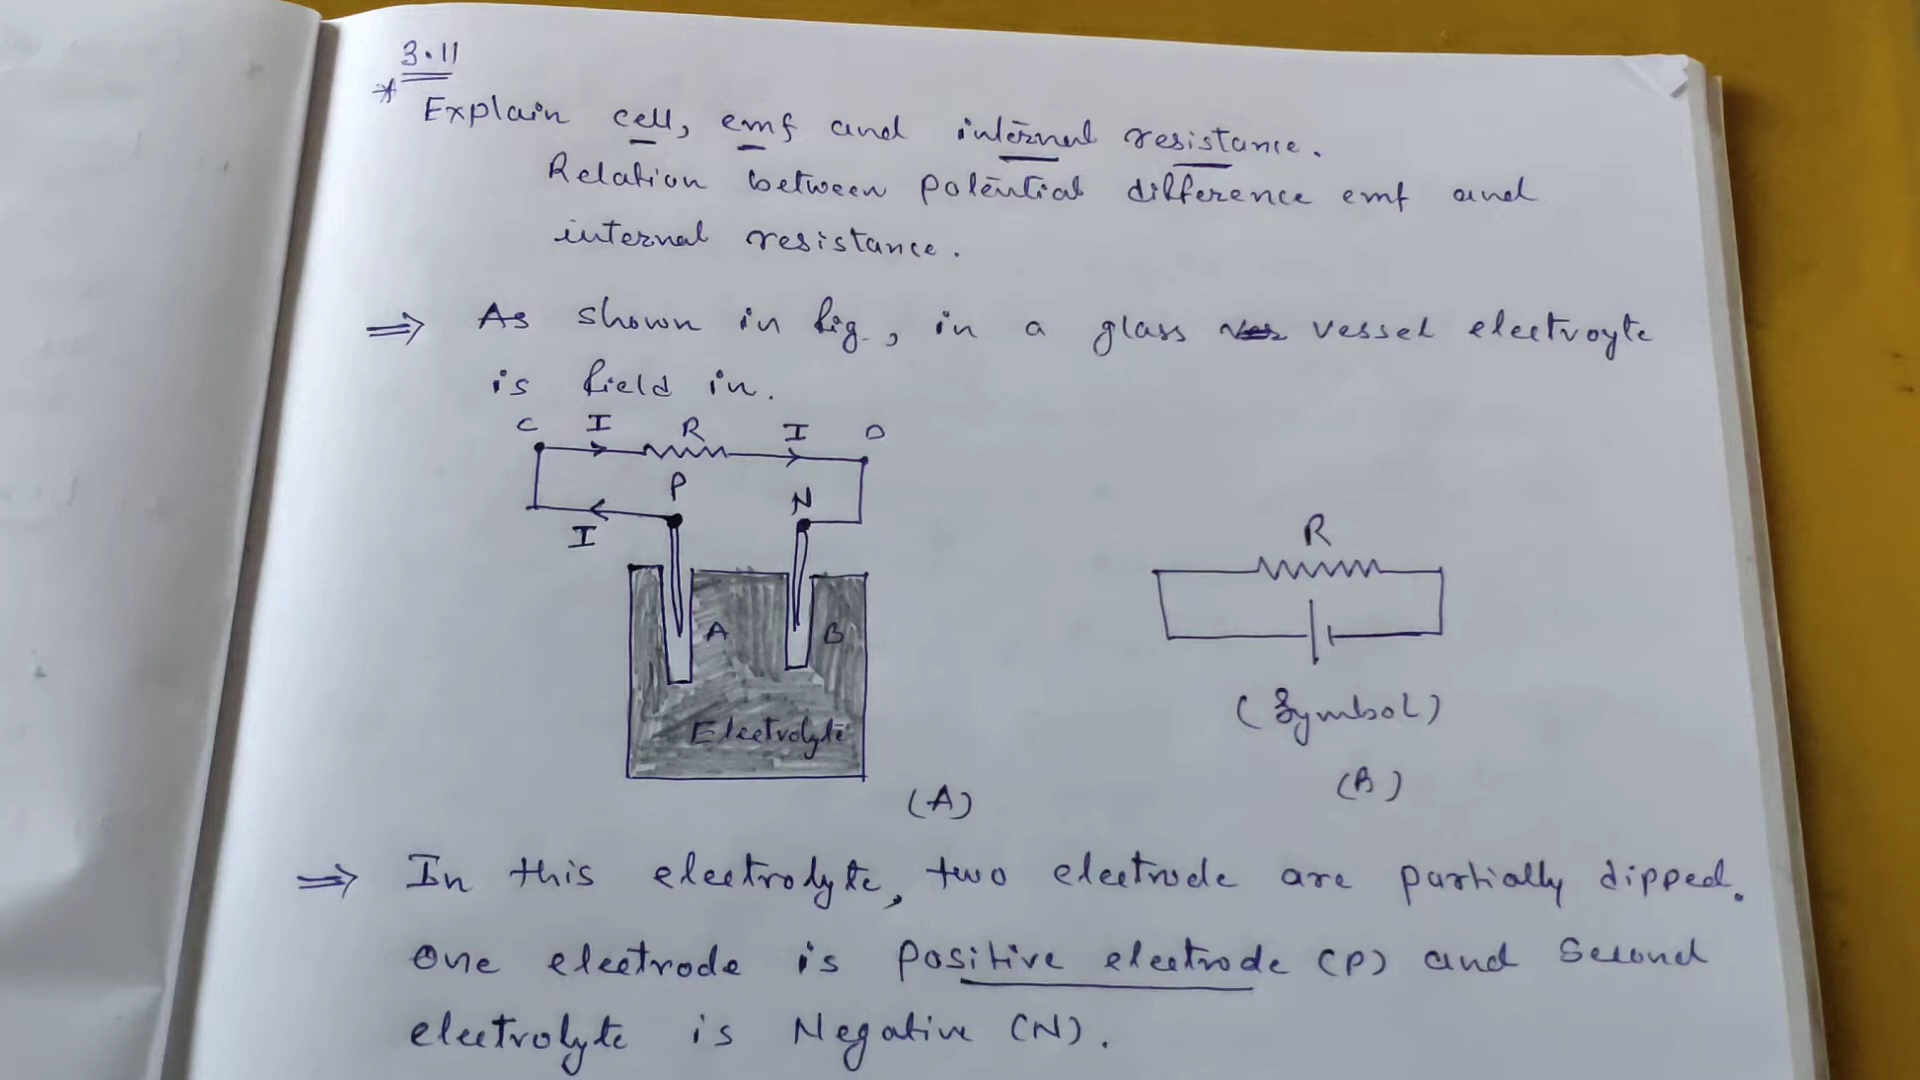 3.11
* Explain cell, emf and internal resistance.
Relation between potential difference emf and
internal resistance.
⇒ As shown in fig., in a glass vessel electroyte
is field in.
C I R I D
P N
I
A B
Electrolyte
(A)
R
(Symbol)
(B)
⇒ In this electrolyte, two electrode are partially dipped.
One electrode is positive electrode (P) and Second
electrolyte is Negative (N).